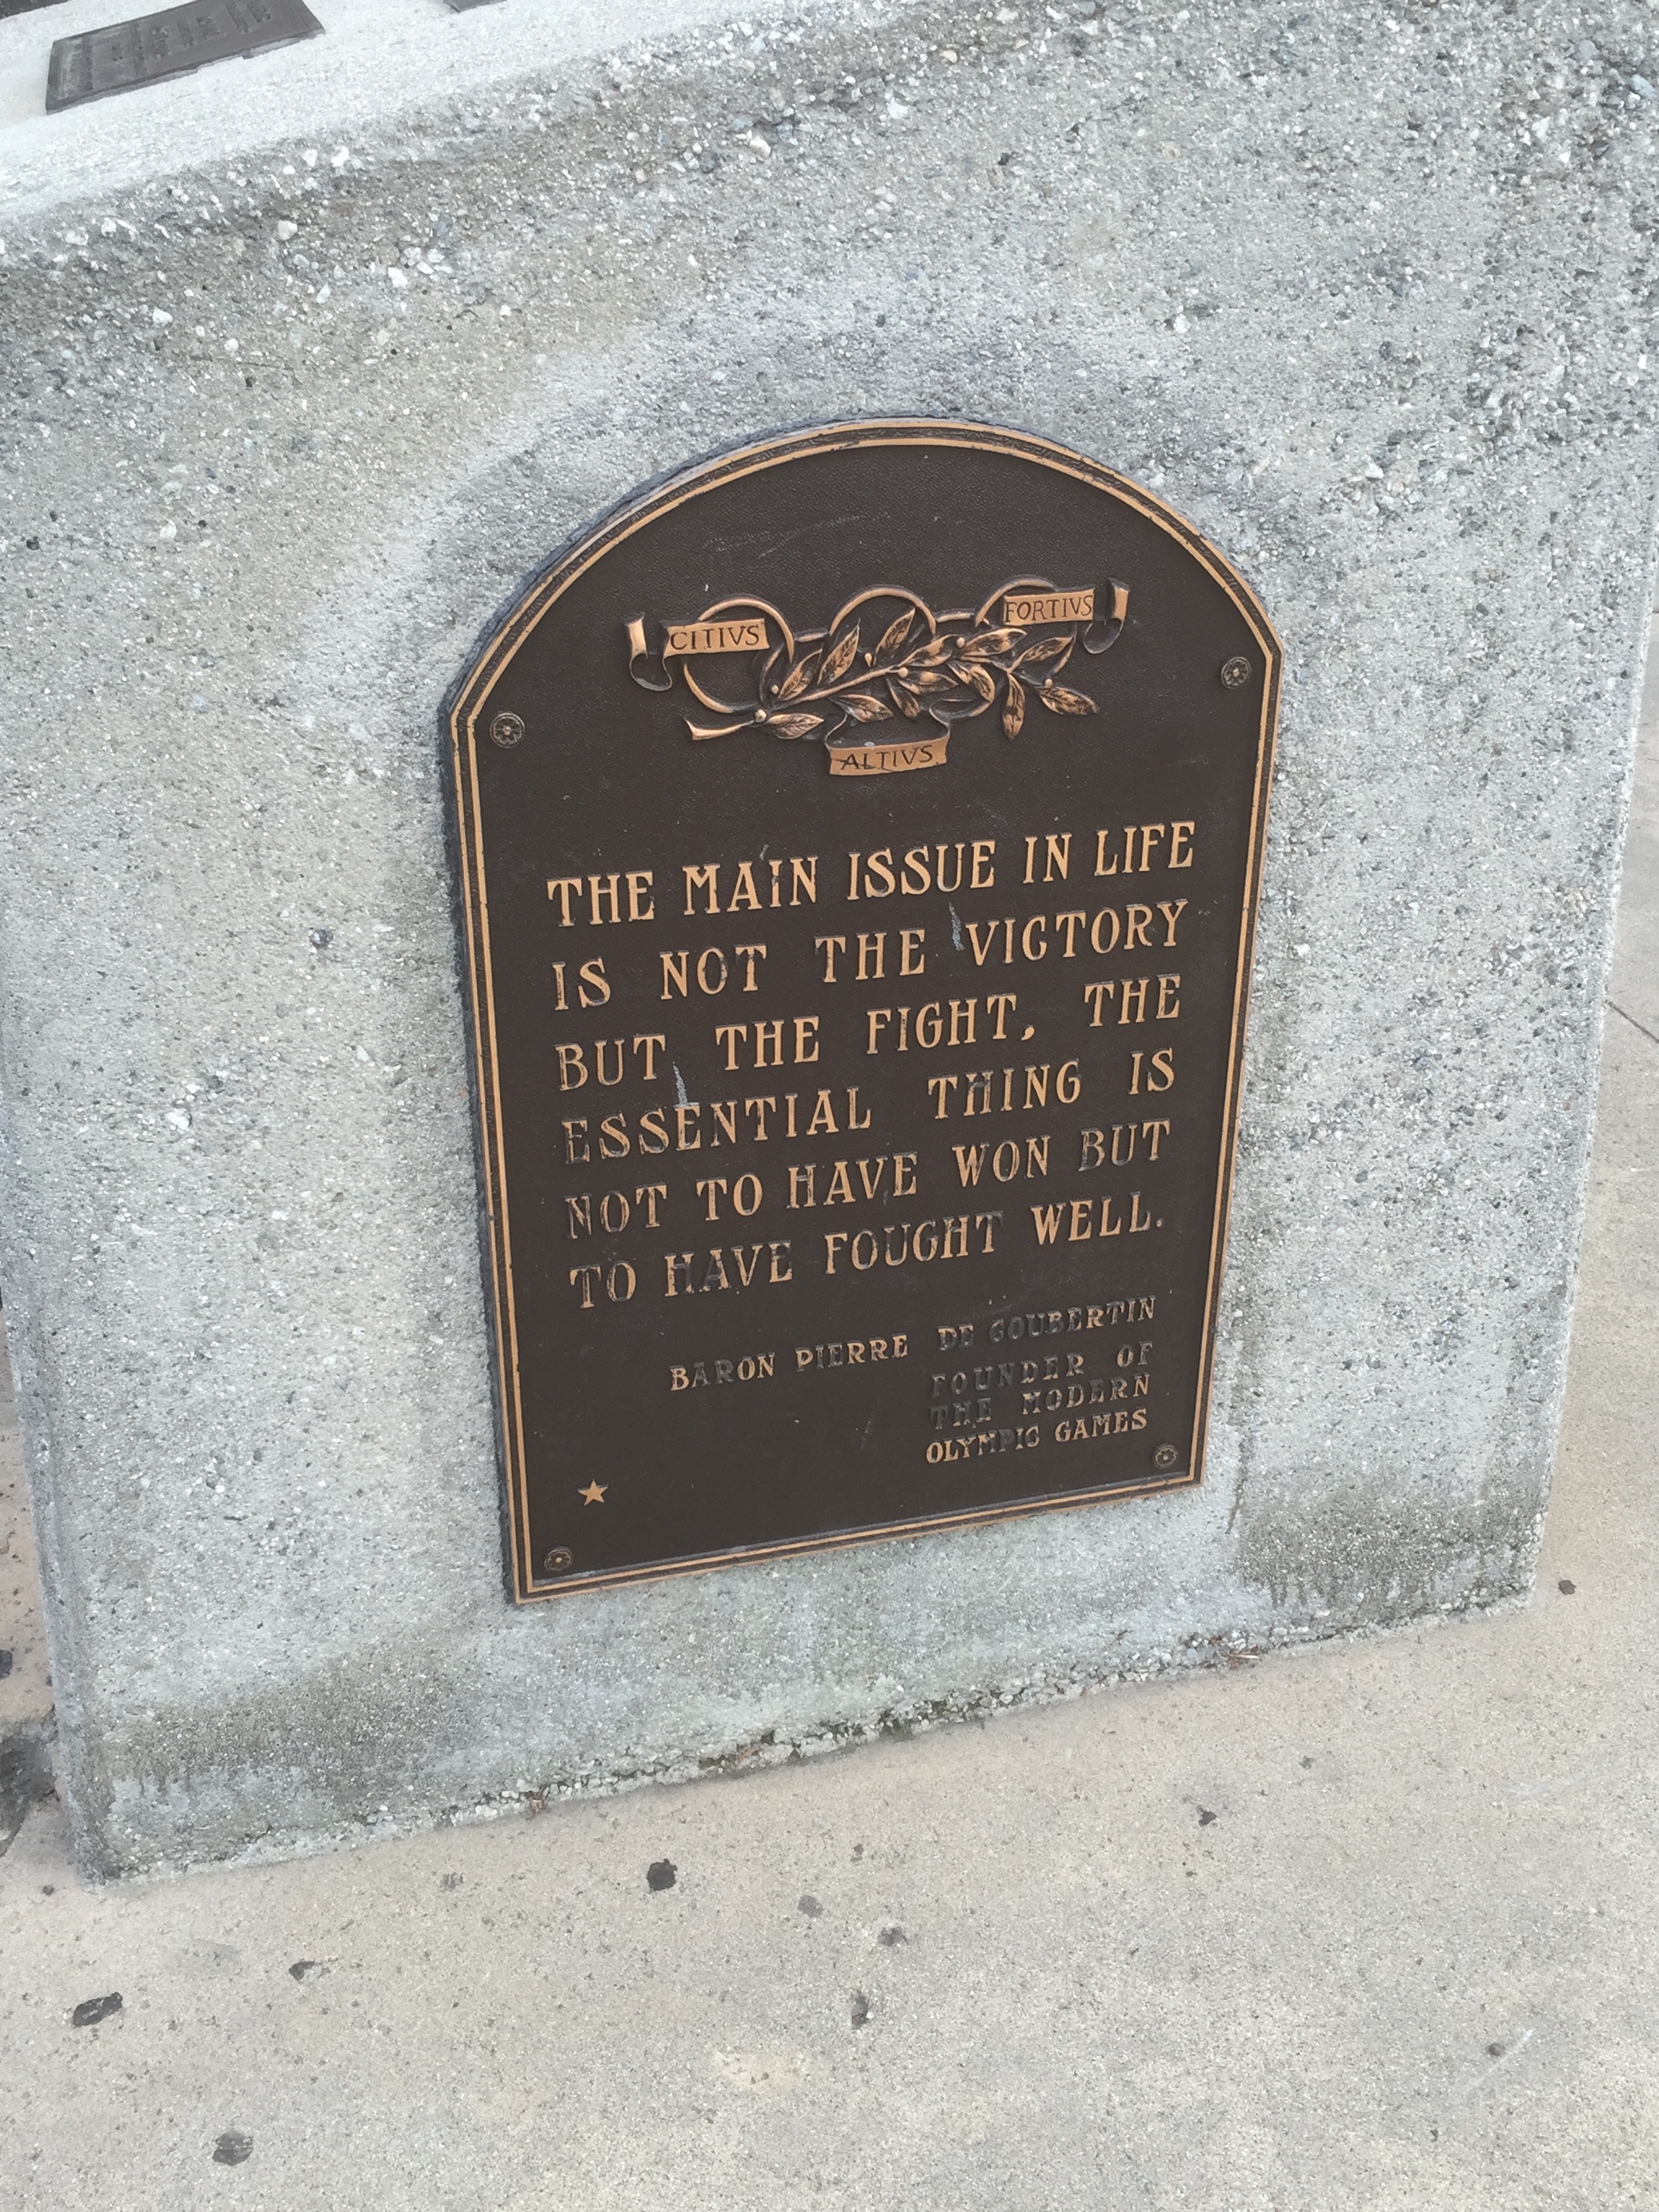 CITIVS
FORTIVS
ALTIVS
THE MAIN ISSUE IN LIFE
IS NOT THE VICTORY
BUT THE FIGHT, THE
ESSENTIAL THING IS
NOT TO HAVE WON BUT
TO HAVE FOUGHT WELL.
BARON PIERRE DE COUBERTIN
FOUNDER OF
THE MODERN
OLYMPIC GAMES